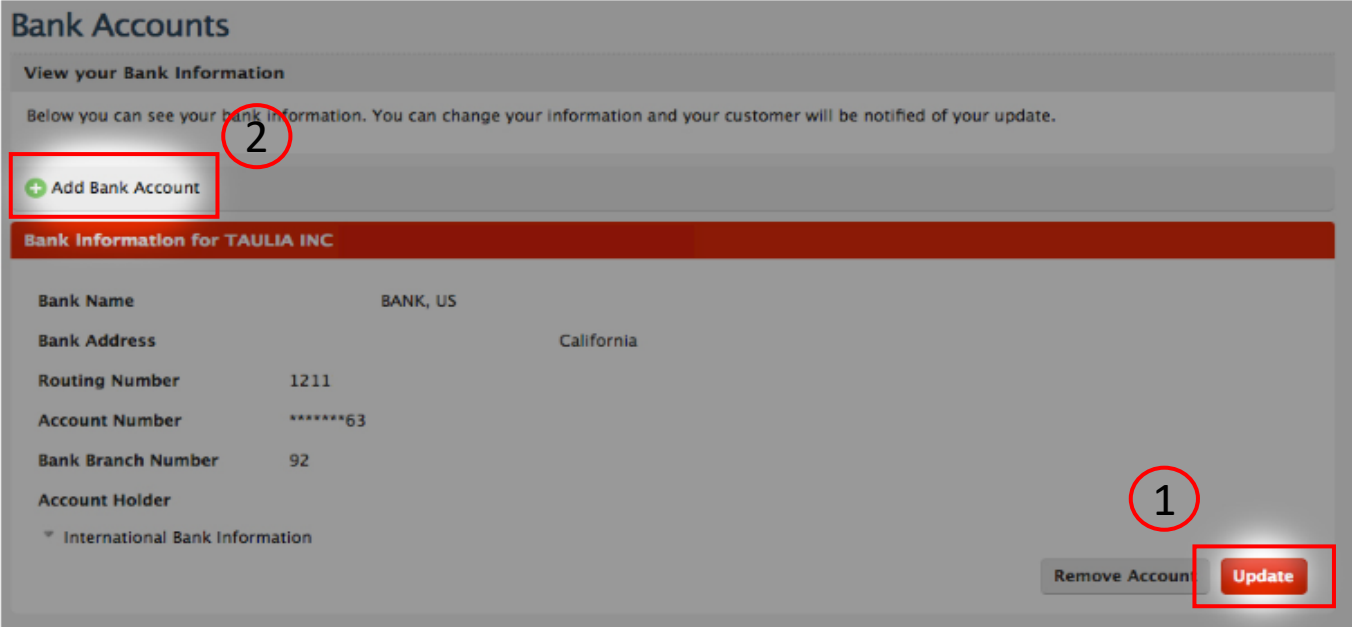 Bank Accounts
View your Bank Information
Below you can see your bank information. You can change your information and your customer will be notified of your update.
2
Add Bank Account
Bank Information for TAULIA INC
Bank Name BANK, US
Bank Address California
Routing Number 1211
Account Number *******63
Bank Branch Number 92
Account Holder
International Bank Information
1
Remove Account Update